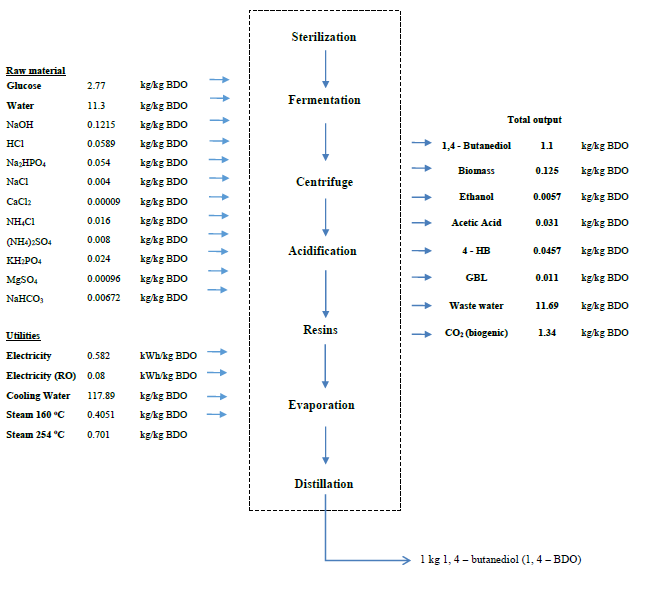 Sterilization
Raw material
Glucose 2.77 kg/kg BDO
Water 11.3 kg/kg BDO
NaOH 0.1215 kg/kg BDO
HCl 0.0589 kg/kg BDO
Na₂HPO₄ 0.054 kg/kg BDO
NaCl 0.004 kg/kg BDO
CaCl₂ 0.00009 kg/kg BDO
NH₄Cl 0.016 kg/kg BDO
(NH₄)₂SO₄ 0.008 kg/kg BDO
KH₂PO₄ 0.024 kg/kg BDO
MgSO₄ 0.00096 kg/kg BDO
NaHCO₃ 0.00672 kg/kg BDO
Utilities
Electricity 0.582 kWh/kg BDO
Electricity (RO) 0.08 kWh/kg BDO
Cooling Water 117.89 kg/kg BDO
Steam 160 °C 0.4051 kg/kg BDO
Steam 254 °C 0.701 kg/kg BDO
Fermentation
Centrifuge
Acidification
Resins
Evaporation
Distillation
Total output
1,4 - Butanediol 1.1 kg/kg BDO
Biomass 0.125 kg/kg BDO
Ethanol 0.0057 kg/kg BDO
Acetic Acid 0.031 kg/kg BDO
4 - HB 0.0457 kg/kg BDO
GBL 0.011 kg/kg BDO
Waste water 11.69 kg/kg BDO
CO₂ (biogenic) 1.34 kg/kg BDO
1 kg 1, 4 – butanediol (1, 4 – BDO)